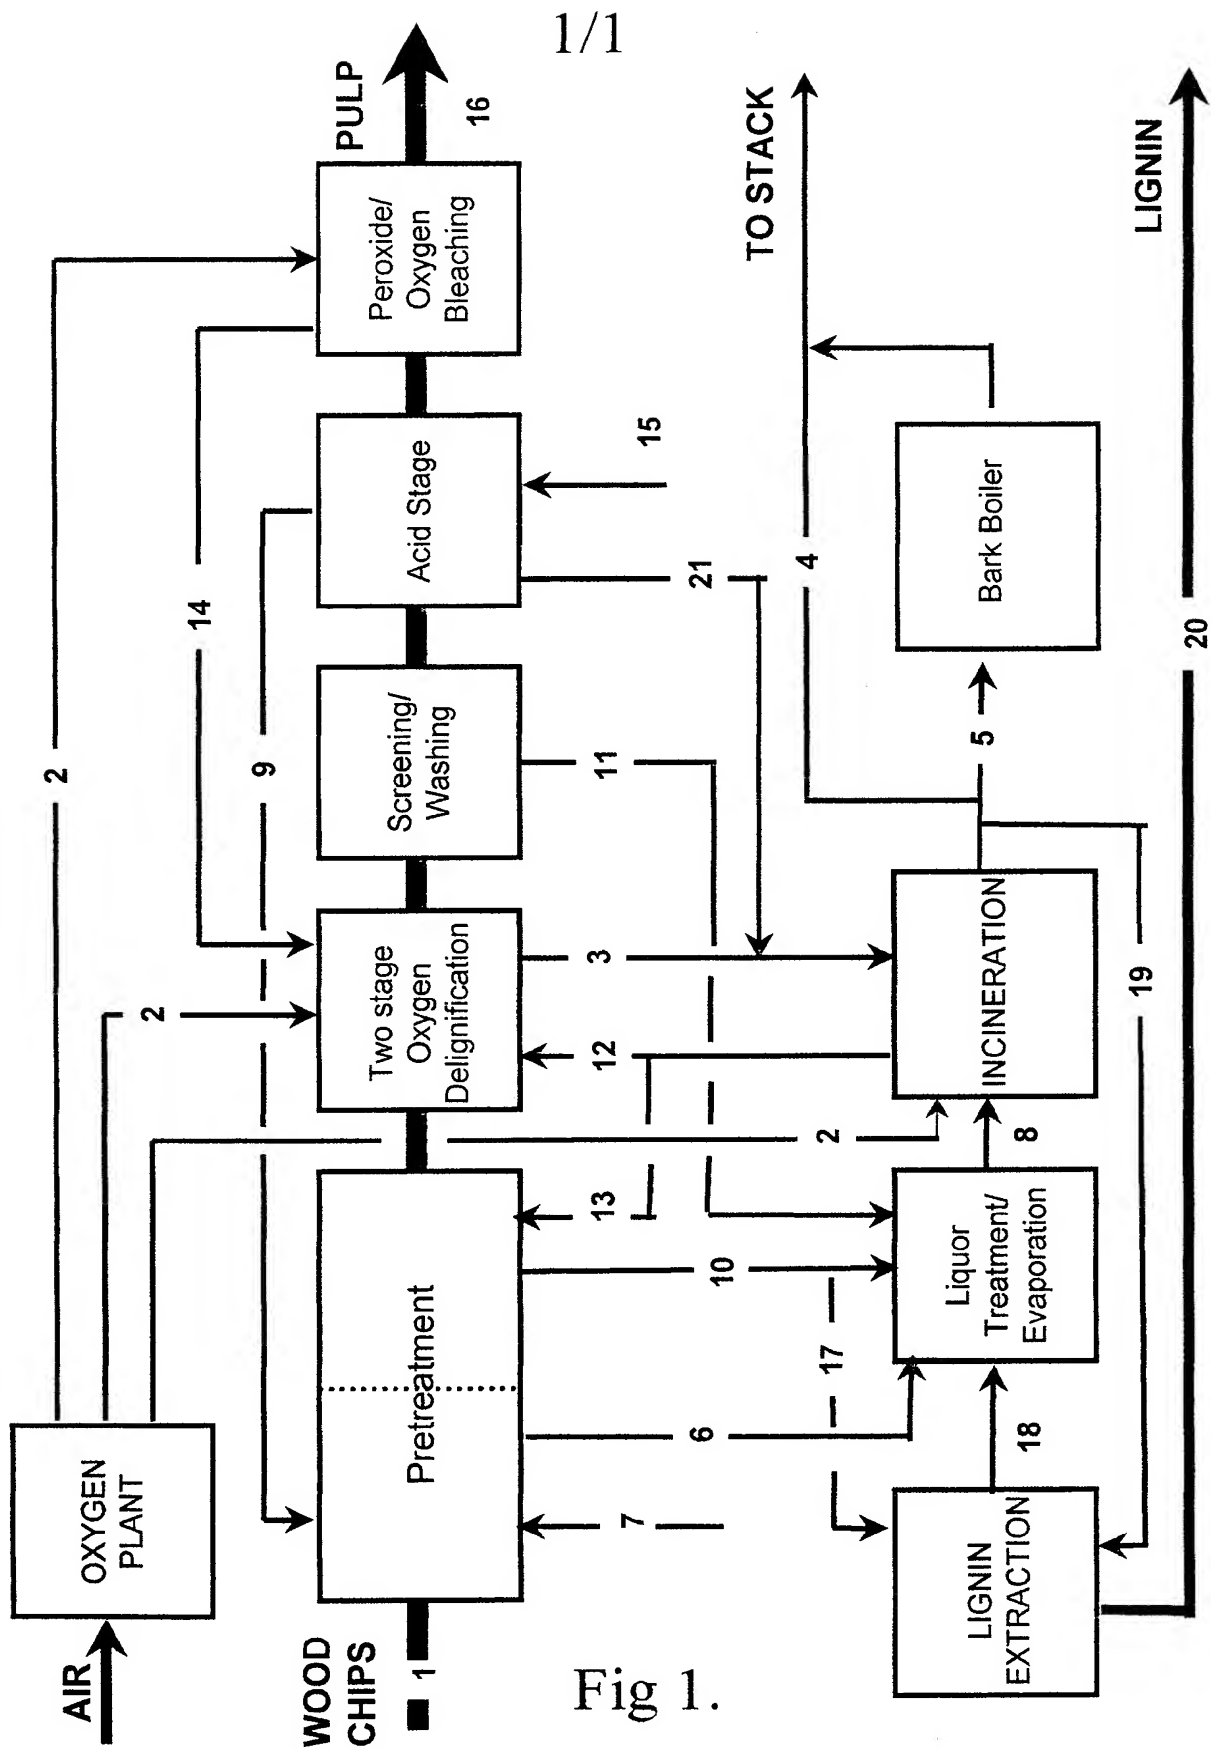 1/1
AIR
OXYGEN
PLANT
2
2
2
14
9
WOOD
CHIPS
1
Pretreatment
Two stage
Oxygen
Delignification
Screening/
Washing
Acid Stage
Peroxide/
Oxygen
Bleaching
PULP
16
7
6
10
13
12
3
11
21
15
17
4
TO STACK
LIGNIN
EXTRACTION
18
Liquor
Treatment/
Evaporation
8
INCINERATION
5
Bark Boiler
19
20
LIGNIN
Fig 1.